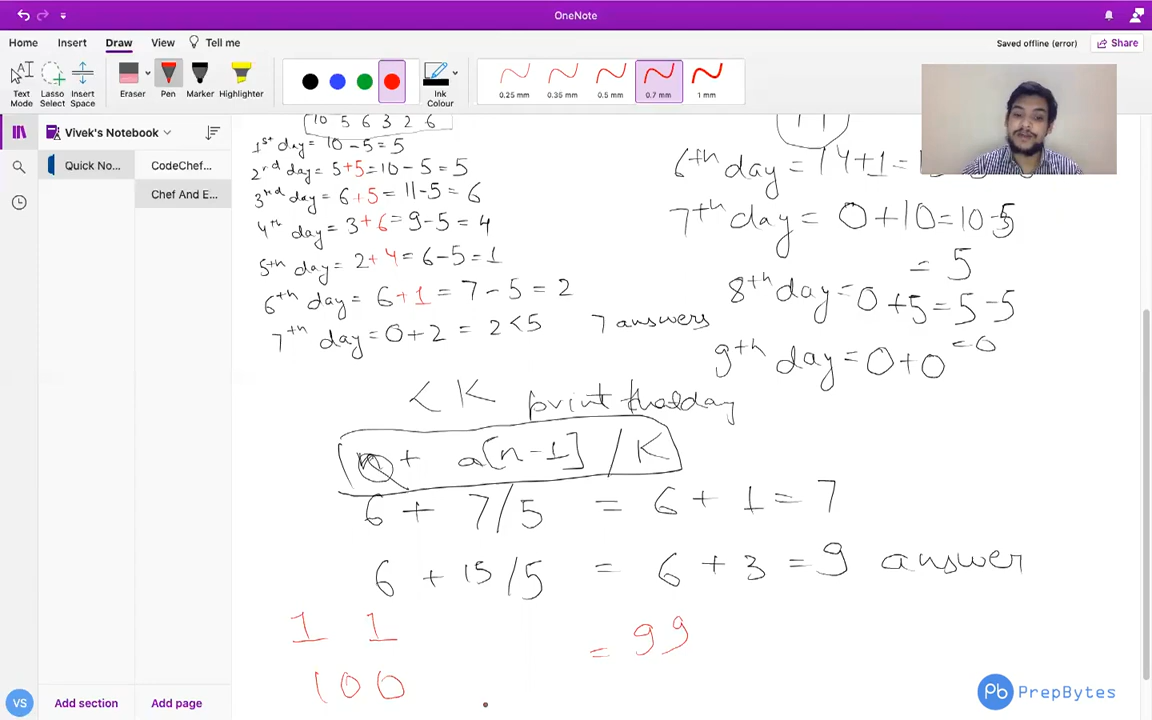 OneNote
Home Insert Draw View Tell me
Saved offline (error) Share
Text Mode
Lasso Select
Insert Space
Eraser Pen Marker Highlighter
Ink Colour
0.25 mm 0.35 mm 0.5 mm 0.7 mm 1 mm
Vivek's Notebook
Quick No...
CodeChef...
Chef And E...
10 5 6 3 2 6
1st day = 10 - 5 = 5
2nd day = 5 + 5 = 10 - 5 = 5
3rd day = 6 + 5 = 11 - 5 = 6
4th day = 3 + 6 = 9 - 5 = 4
5th day = 2 + 4 = 6 - 5 = 1
6th day = 6 + 1 = 7 - 5 = 2
7th day = 0 + 2 = 2 < 5 7 answers
6th day = 14 + 1 =
7th day = 0 + 10 = 10 - 5
= 5
8th day = 0 + 5 = 5 - 5
= 0
9th day = 0 + 0
< K print that day
n + a[n-1] / K
6 + 7/5 = 6 + 1 = 7
6 + 15/5 = 6 + 3 = 9 answer
1 1
= 99
100
VS Add section Add page
Pb PrepBytes